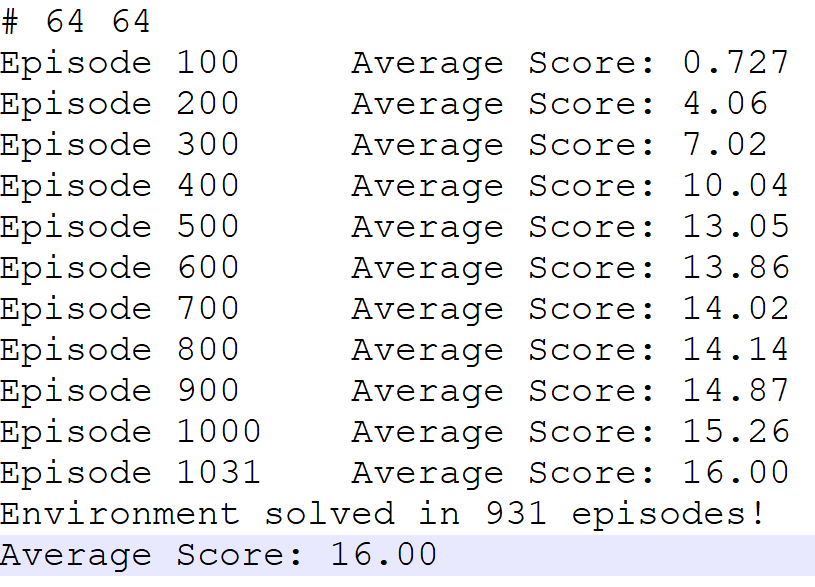 # 64 64
Episode 100 Average Score: 0.727
Episode 200 Average Score: 4.06
Episode 300 Average Score: 7.02
Episode 400 Average Score: 10.04
Episode 500 Average Score: 13.05
Episode 600 Average Score: 13.86
Episode 700 Average Score: 14.02
Episode 800 Average Score: 14.14
Episode 900 Average Score: 14.87
Episode 1000 Average Score: 15.26
Episode 1031 Average Score: 16.00
Environment solved in 931 episodes!
Average Score: 16.00